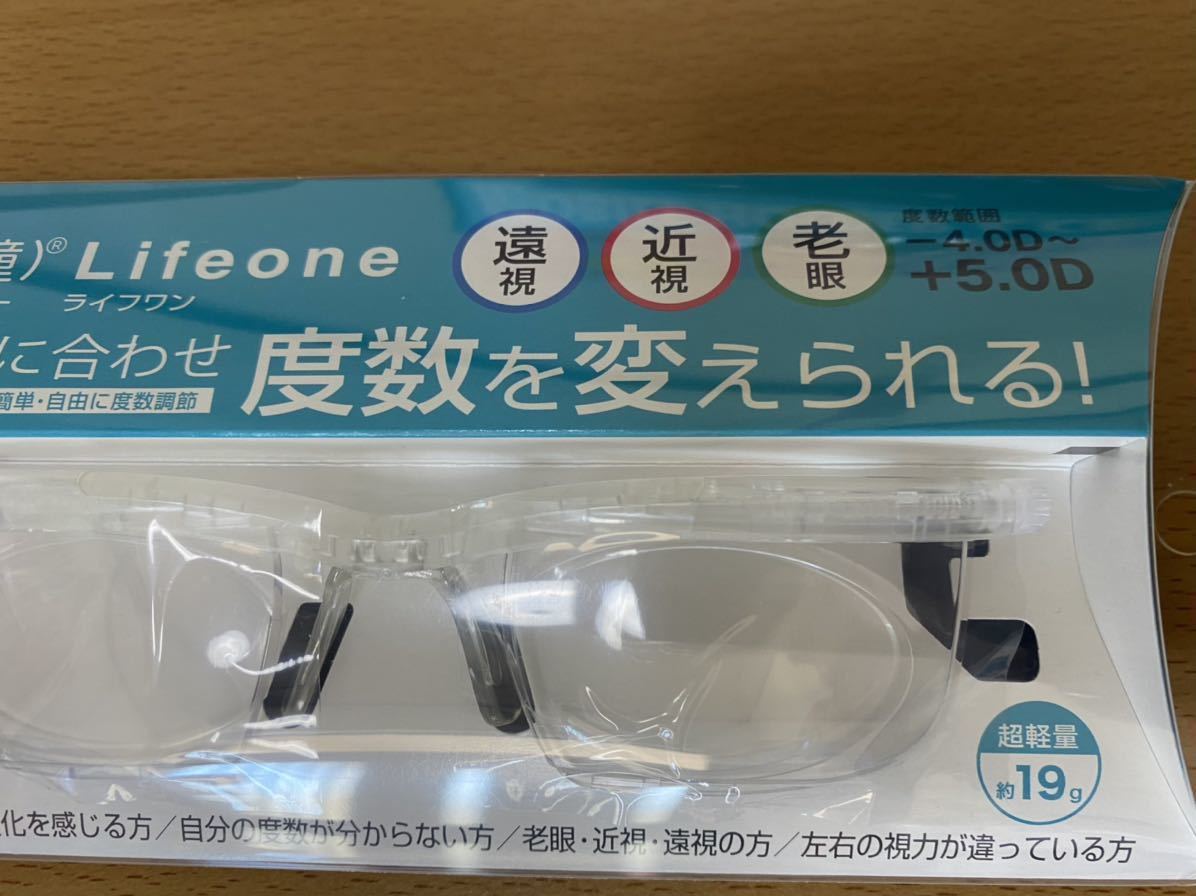 瞳)® Lifeone
ー ライフワン
遠視
近視
老眼
度数範囲
−4.0D～
+5.0D
に合わせ 度数を変えられる!
簡単・自由に度数調節
超軽量
約19g
化を感じる方/自分の度数が分からない方/老眼・近視・遠視の方/左右の視力が違っている方